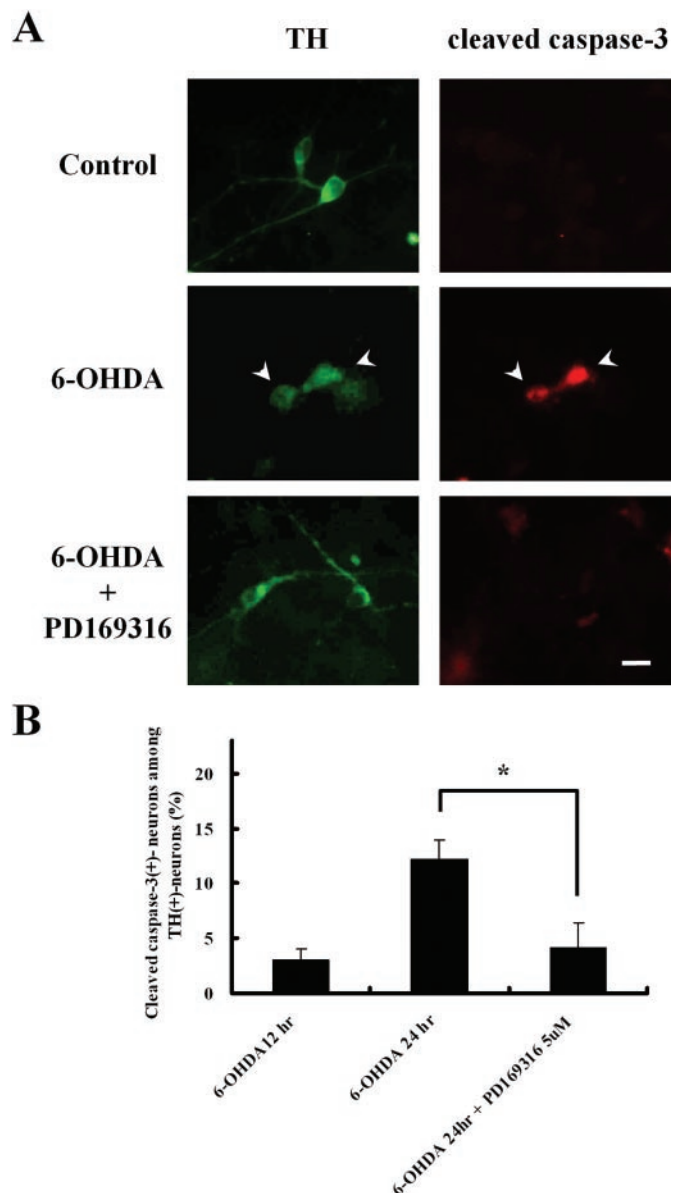 A
TH
cleaved caspase-3
Control
6-OHDA
6-OHDA
+
PD169316
B
Cleaved caspase-3(+)- neurons among
TH(+)-neurons (%)
20
15
10
5
0
*
6-OHDA12 hr
6-OHDA 24 hr
6-OHDA 24hr + PD169316 5uM